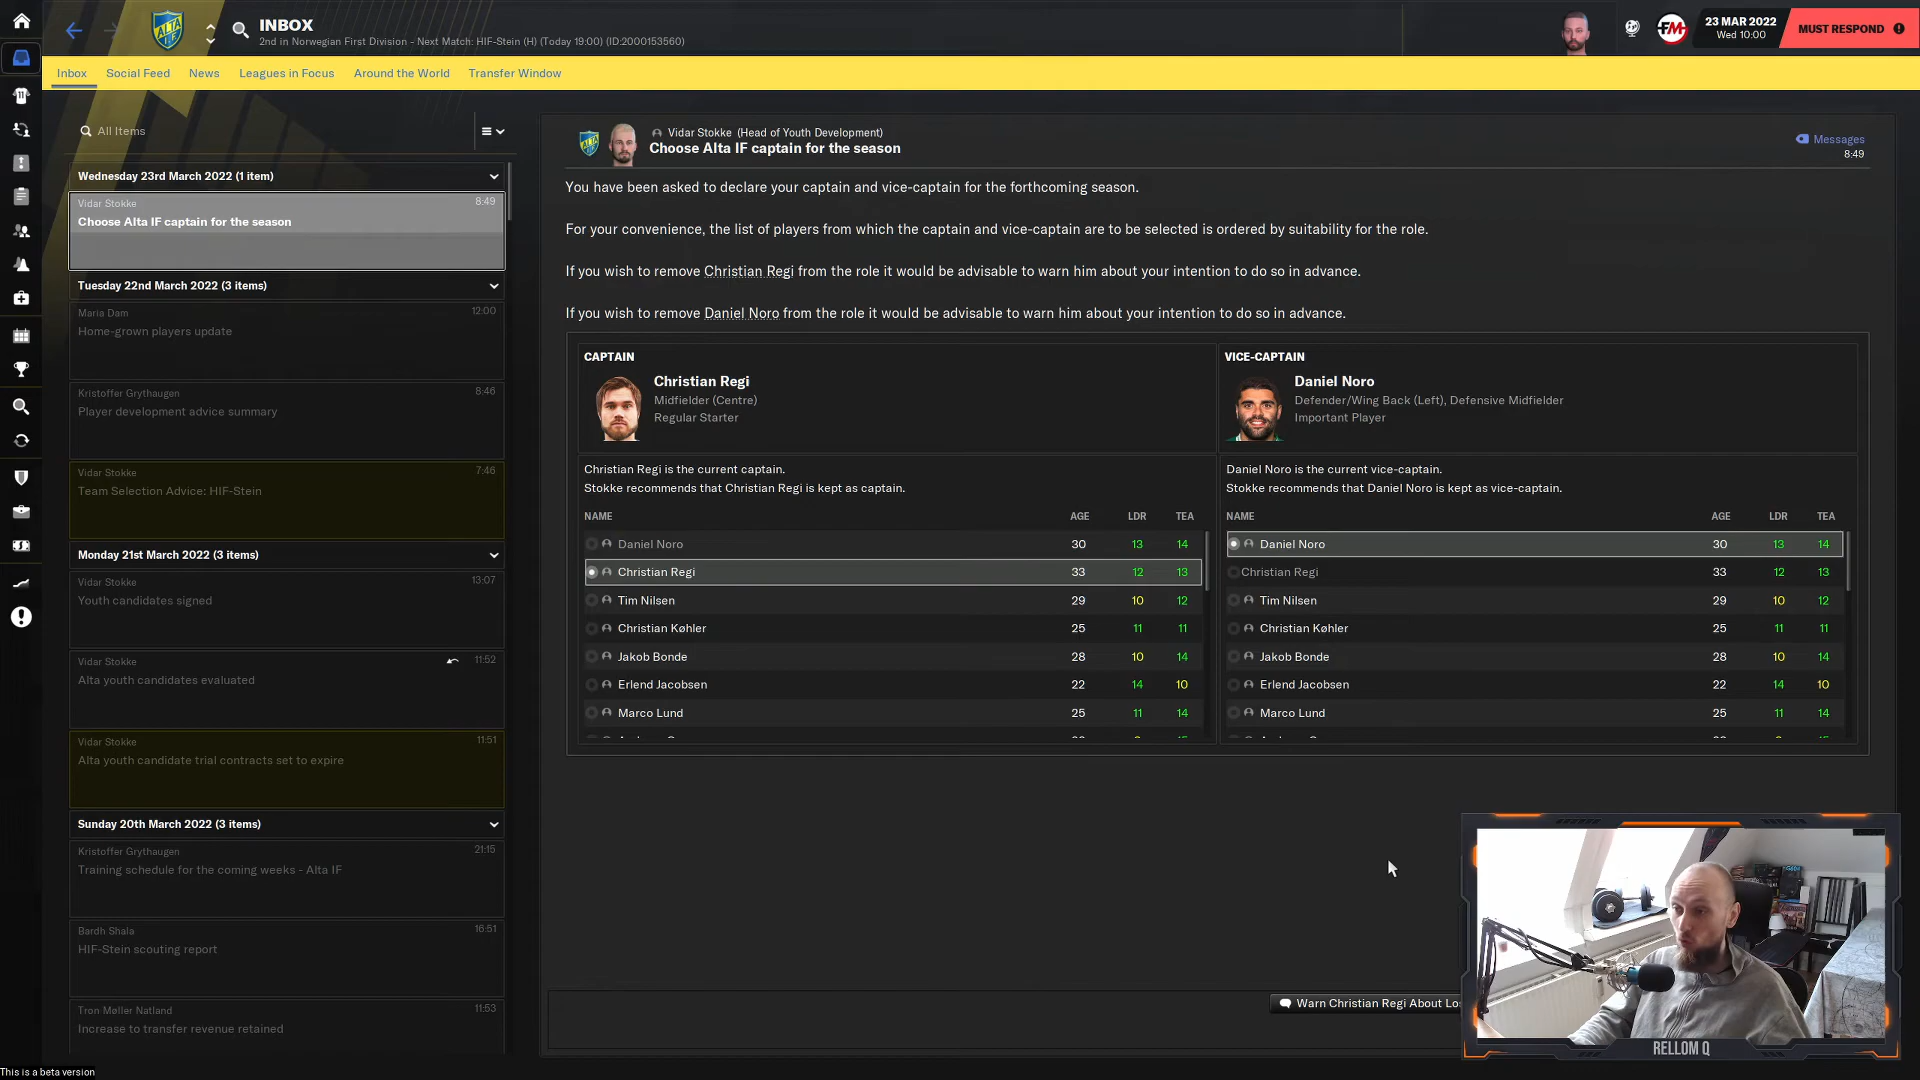 INBOX
2nd in Norwegian First Division - Next Match: HIF-Stein (H) (Today 19:00) (ID:2000153560)
ALTA
FM
23 MAR 2022
Wed 10:00
MUST RESPOND
Inbox Social Feed News Leagues in Focus Around the World Transfer Window
All Items
Wednesday 23rd March 2022 (1 item)
Vidar Stokke 8:49
Choose Alta IF captain for the season
Tuesday 22nd March 2022 (3 items)
Maria Dam 12:00
Home-grown players update
Kristoffer Grythaugen 8:46
Player development advice summary
Vidar Stokke 7:46
Team Selection Advice: HIF-Stein
Monday 21st March 2022 (3 items)
Vidar Stokke 13:07
Youth candidates signed
Vidar Stokke 11:52
Alta youth candidates evaluated
Vidar Stokke 11:51
Alta youth candidate trial contracts set to expire
Sunday 20th March 2022 (3 items)
Kristoffer Grythaugen 21:15
Training schedule for the coming weeks - Alta IF
Bardh Shala 16:51
HIF-Stein scouting report
Tron Møller Natland 11:53
Increase to transfer revenue retained
Vidar Stokke (Head of Youth Development)
Choose Alta IF captain for the season
Messages
8:49
You have been asked to declare your captain and vice-captain for the forthcoming season.
For your convenience, the list of players from which the captain and vice-captain are to be selected is ordered by suitability for the role.
If you wish to remove Christian Regi from the role it would be advisable to warn him about your intention to do so in advance.
If you wish to remove Daniel Noro from the role it would be advisable to warn him about your intention to do so in advance.
CAPTAIN
Christian Regi
Midfielder (Centre)
Regular Starter
Christian Regi is the current captain.
Stokke recommends that Christian Regi is kept as captain.
NAME AGE LDR TEA
Daniel Noro 30 13 14
Christian Regi 33 12 13
Tim Nilsen 29 10 12
Christian Køhler 25 11 11
Jakob Bonde 28 10 14
Erlend Jacobsen 22 14 10
Marco Lund 25 11 14
VICE-CAPTAIN
Daniel Noro
Defender/Wing Back (Left), Defensive Midfielder
Important Player
Daniel Noro is the current vice-captain.
Stokke recommends that Daniel Noro is kept as vice-captain.
NAME AGE LDR TEA
Daniel Noro 30 13 14
Christian Regi 33 12 13
Tim Nilsen 29 10 12
Christian Køhler 25 11 11
Jakob Bonde 28 10 14
Erlend Jacobsen 22 14 10
Marco Lund 25 11 14
Warn Christian Regi About Los
RELLOM Q
This is a beta version